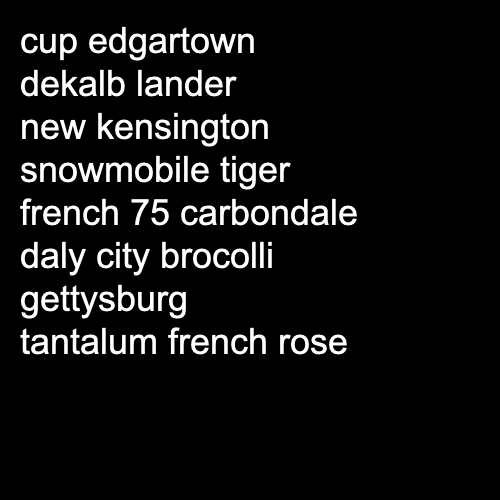 cup edgartown
dekalb lander
new kensington
snowmobile tiger
french 75 carbondale
daly city brocolli
gettysburg
tantalum french rose